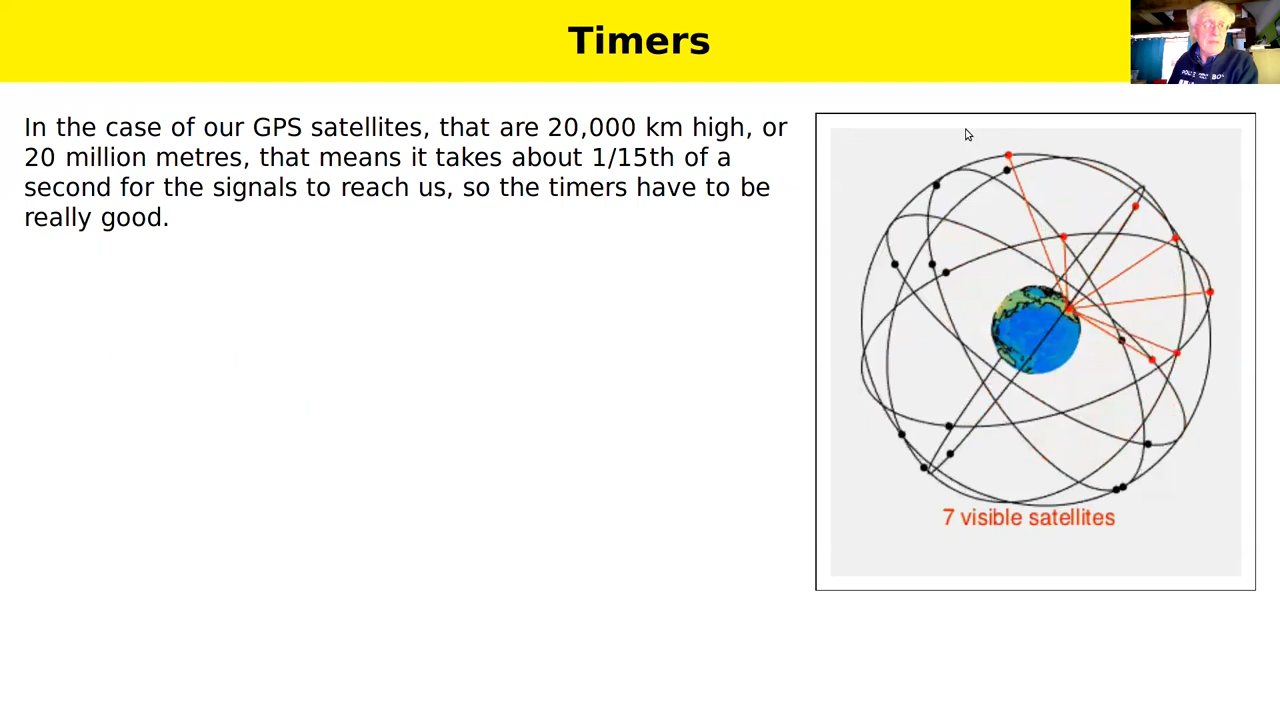 Timers
In the case of our GPS satellites, that are 20,000 km high, or
20 million metres, that means it takes about 1/15th of a
second for the signals to reach us, so the timers have to be
really good.
7 visible satellites